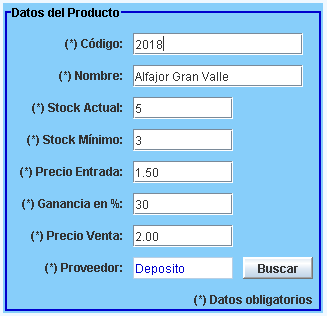 Datos del Producto
(*) Código: 2018
(*) Nombre: Alfajor Gran Valle
(*) Stock Actual: 5
(*) Stock Mínimo: 3
(*) Precio Entrada: 1.50
(*) Ganancia en %: 30
(*) Precio Venta: 2.00
(*) Proveedor: Deposito Buscar
(*) Datos obligatorios